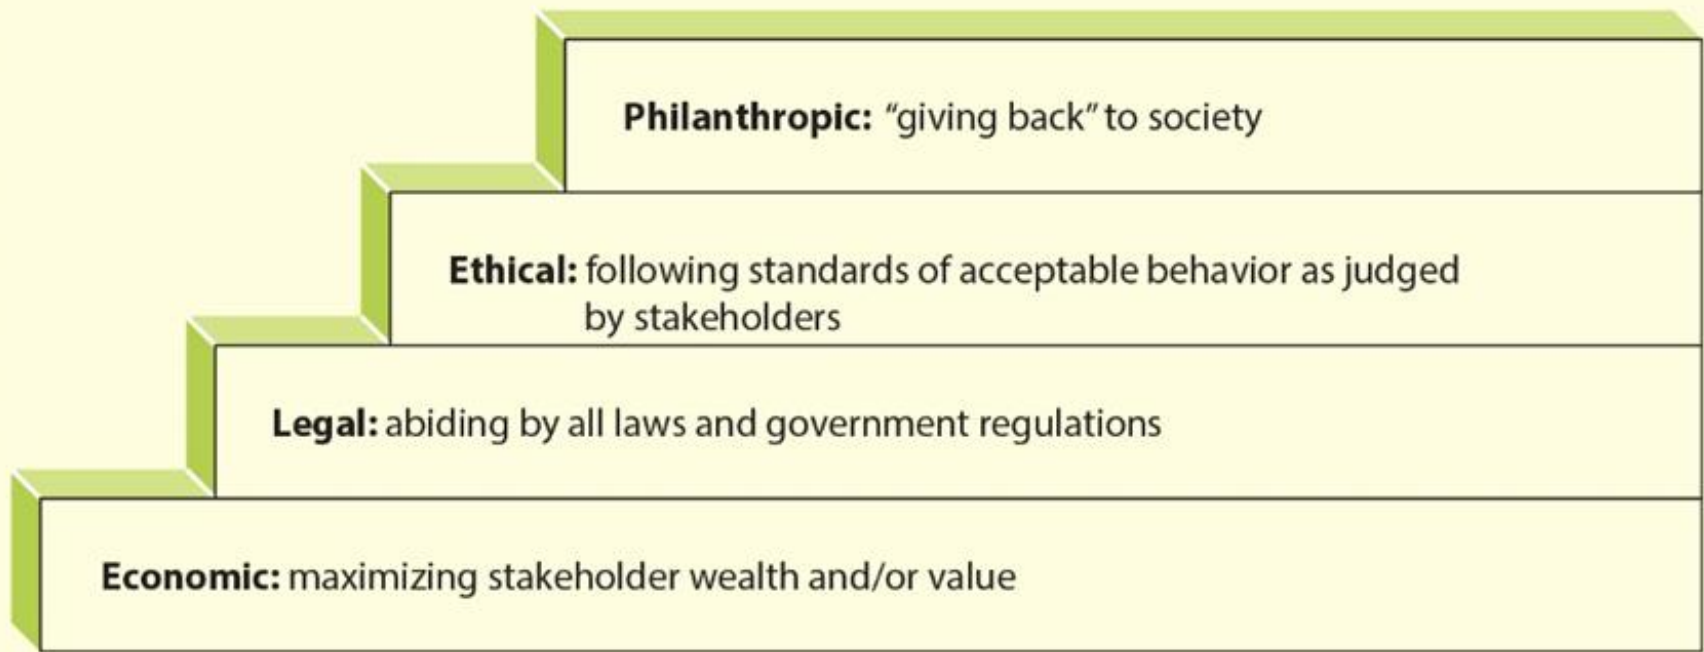 Philanthropic: “giving back” to society
Ethical: following standards of acceptable behavior as judged
by stakeholders
Legal: abiding by all laws and government regulations
Economic: maximizing stakeholder wealth and/or value